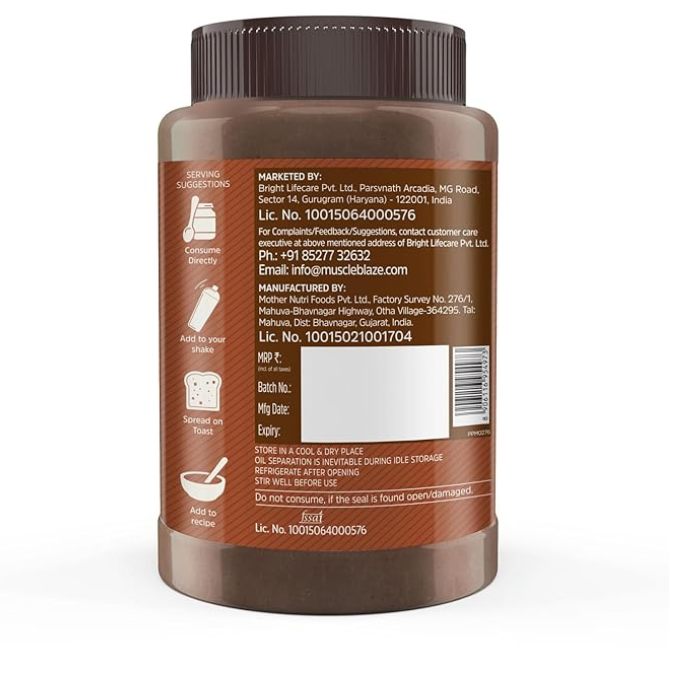 SERVING
SUGGESTIONS
Consume
Directly
Add to your
shake
Spread on
Toast
Add to
recipe
MARKETED BY:
Bright Lifecare Pvt. Ltd., Parsvnath Arcadia, MG Road,
Sector 14, Gurugram (Haryana) - 122001, India
Lic. No. 10015064000576
For Complaints/Feedback/Suggestions, contact customer care
executive at above mentioned address of Bright Lifecare Pvt. Ltd.
Ph.: +91 85277 32632
Email: info@muscleblaze.com
MANUFACTURED BY:
Mother Nutri Foods Pvt. Ltd., Factory Survey No. 276/1,
Mahuva-Bhavnagar Highway, Otha Village-364295. Tal:
Mahuva, Dist: Bhavnagar, Gujarat, India.
Lic. No. 10015021001704
MRP ₹:
(incl. of all taxes)
Batch No.:
Mfg Date:
Expiry:
STORE IN A COOL & DRY PLACE
OIL SEPARATION IS INEVITABLE DURING IDLE STORAGE
REFRIGERATE AFTER OPENING
STIR WELL BEFORE USE
Do not consume, if the seal is found open/damaged.
fssai
Lic. No. 10015064000576